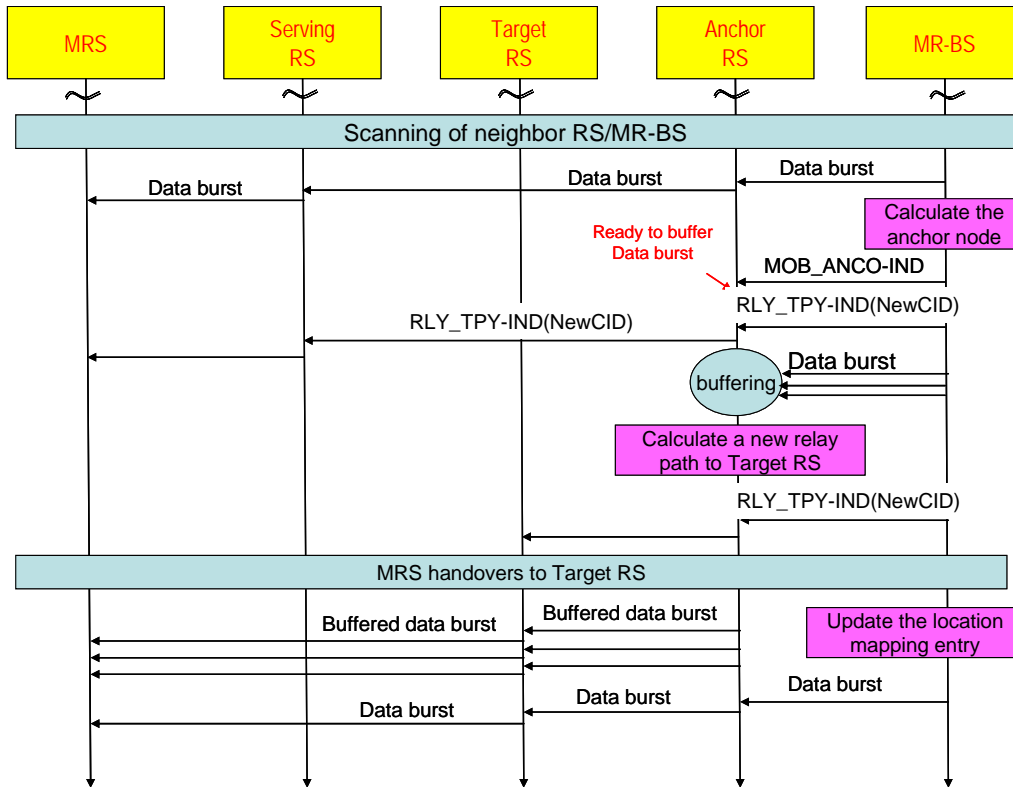 MRS
Serving
RS
Target
RS
Anchor
RS
MR-BS
Scanning of neighbor RS/MR-BS
Data burst
Data burst
Data burst
Calculate the
anchor node
Ready to buffer
Data burst
MOB_ANCO-IND
RLY_TPY-IND(NewCID)
RLY_TPY-IND(NewCID)
Data burst
buffering
Calculate a new relay
path to Target RS
RLY_TPY-IND(NewCID)
MRS handovers to Target RS
Buffered data burst
Buffered data burst
Update the location
mapping entry
Data burst
Data burst
Data burst